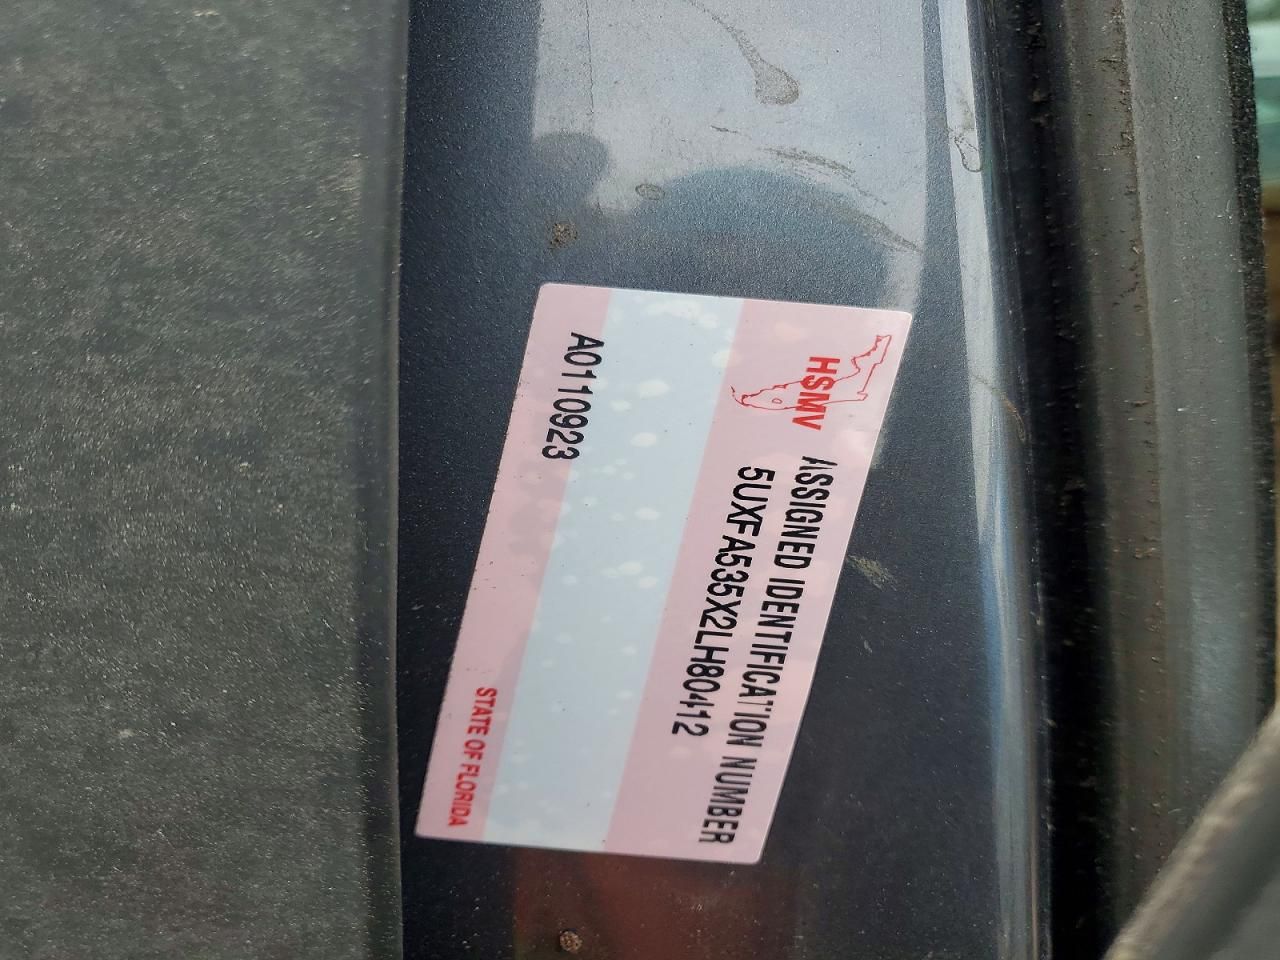 HSMV
ASSIGNED IDENTIFICATION NUMBER
5UXFA535X2LH80412
A0110923
STATE OF FLORIDA